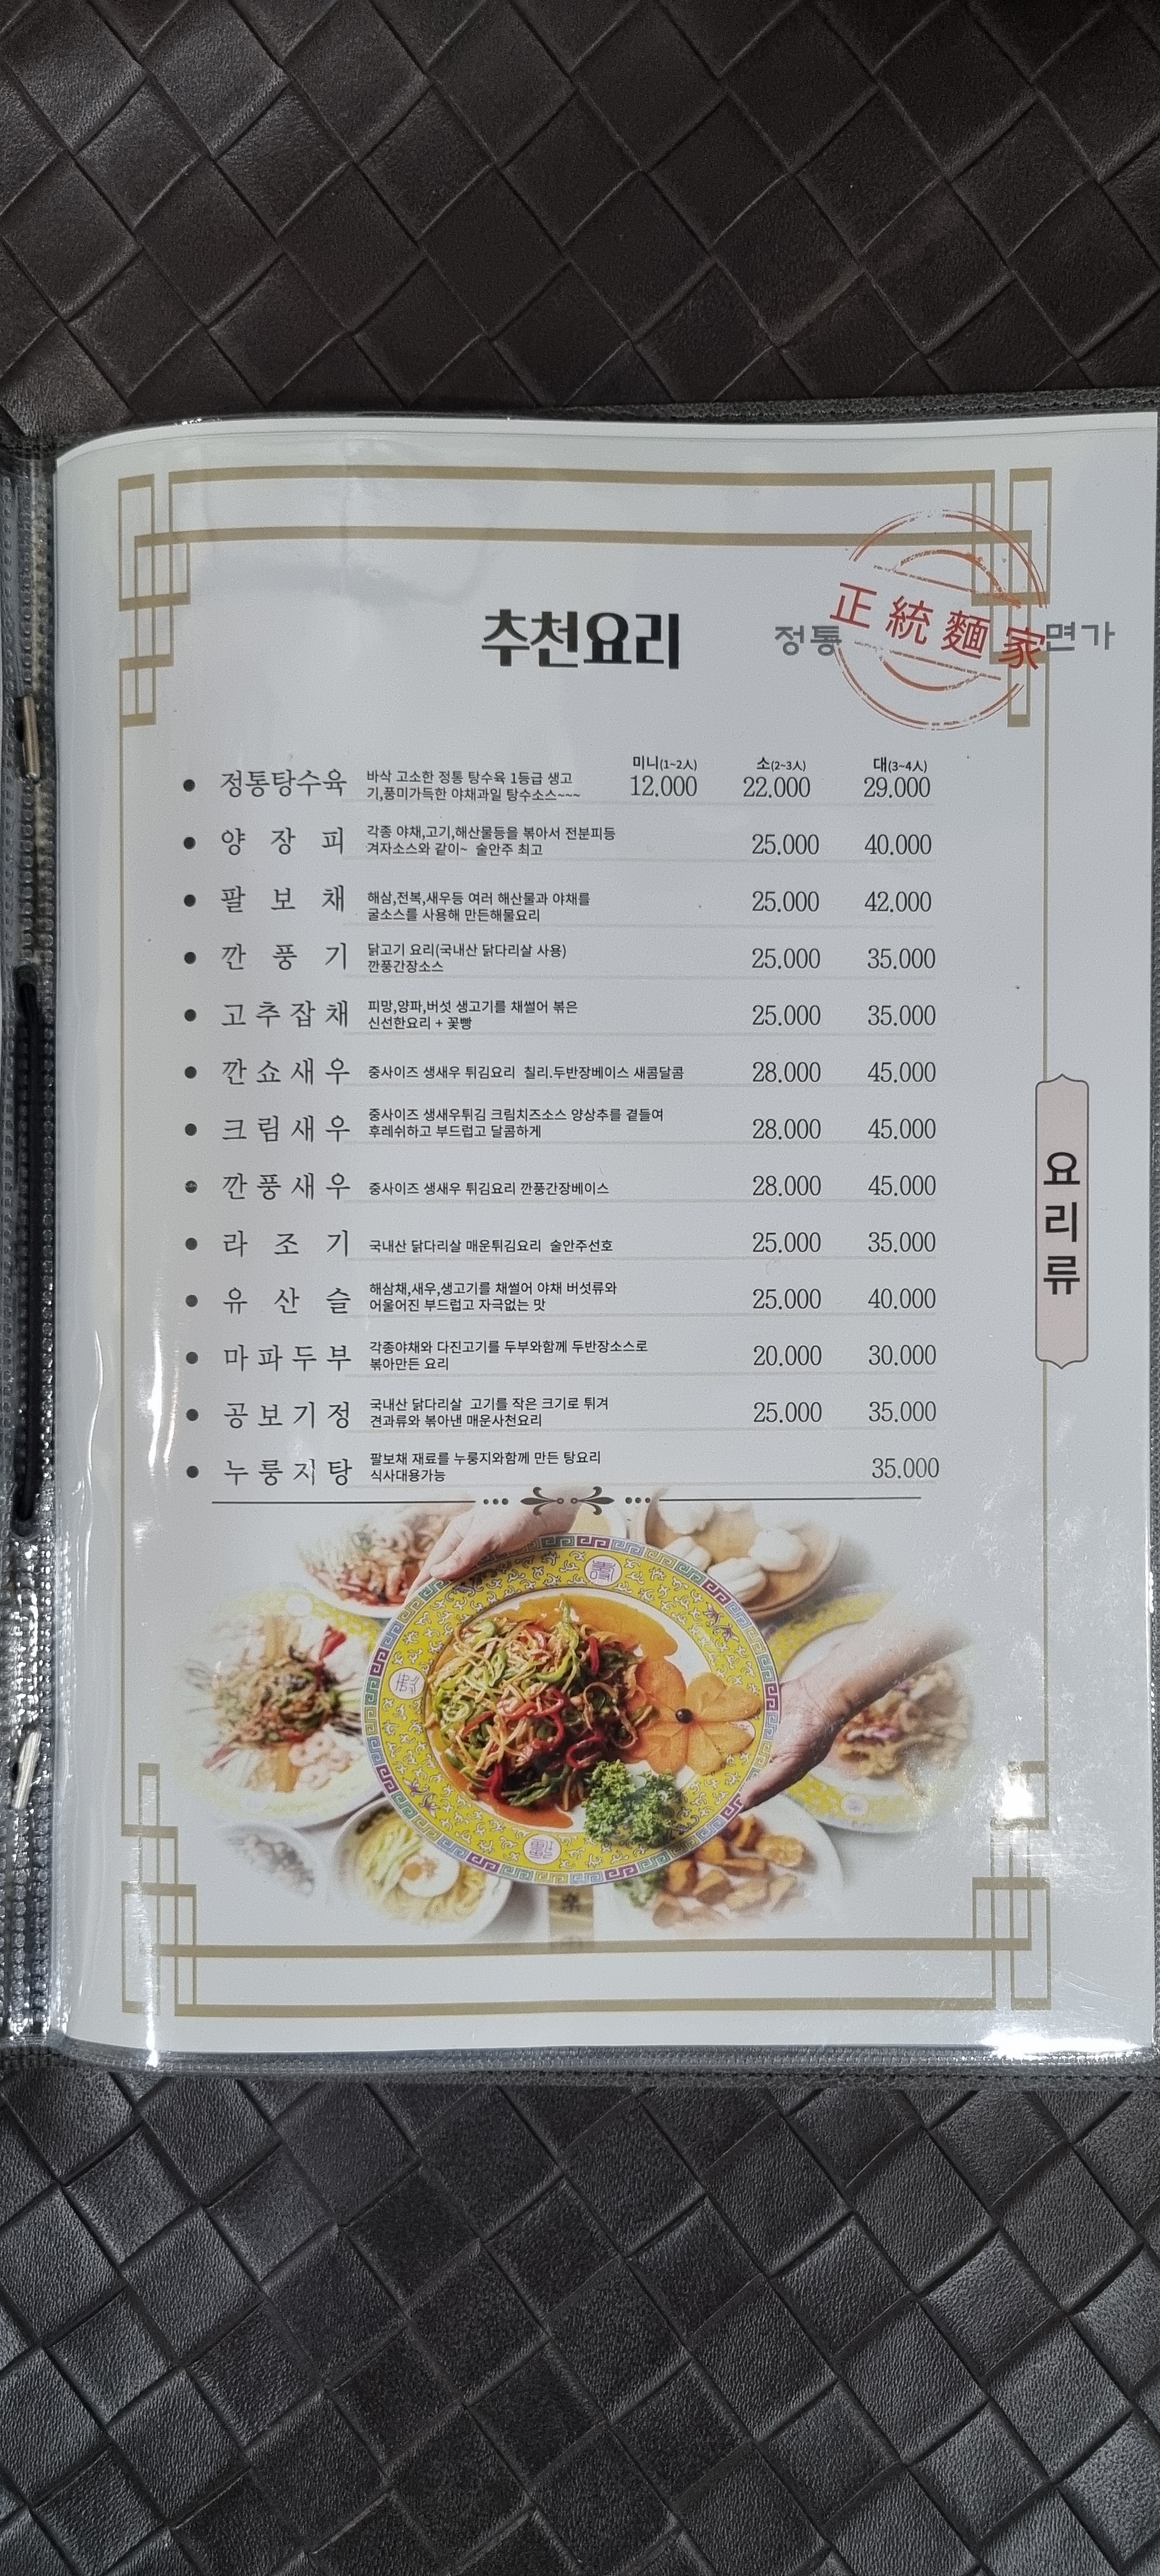 추천요리
정통 正統麵家 면가
미니(1~2人) 소(2~3人) 대(3~4人)
정통탕수육 바삭 고소한 정통 탕수육 1등급 생고 12.000 22.000 29.000
기,풍미가득한 야채과일 탕수소스~~~
양장피 각종 야채,고기,해산물등을 볶아서 전분피등 25.000 40.000
겨자소스와 같이~ 술안주 최고
팔보채 해삼,전복,새우등 여러 해산물과 야채를 25.000 42.000
굴소스를 사용해 만든해물요리
깐풍기 닭고기 요리(국내산 닭다리살 사용) 25.000 35.000
깐풍간장소스
고추잡채 피망,양파,버섯 생고기를 채썰어 볶은 25.000 35.000
신선한요리 + 꽃빵
깐쇼새우 중사이즈 생새우 튀김요리 칠리.두반장베이스 새콤달콤 28.000 45.000
크림새우 중사이즈 생새우튀김 크림치즈소스 양상추를 곁들여 28.000 45.000
후레쉬하고 부드럽고 달콤하게
깐풍새우 중사이즈 생새우 튀김요리 깐풍간장베이스 28.000 45.000
라조기 국내산 닭다리살 매운튀김요리 술안주선호 25.000 35.000
유산슬 해삼채,새우,생고기를 채썰어 야채 버섯류와 25.000 40.000
어울어진 부드럽고 자극없는 맛
마파두부 각종야채와 다진고기를 두부와함께 두반장소스로 20.000 30.000
볶아만든 요리
공보기정 국내산 닭다리살 고기를 작은 크기로 튀겨 25.000 35.000
견과류와 볶아낸 매운사천요리
누룽지탕 팔보채 재료를 누룽지와함께 만든 탕요리 35.000
식사대용가능
요리류